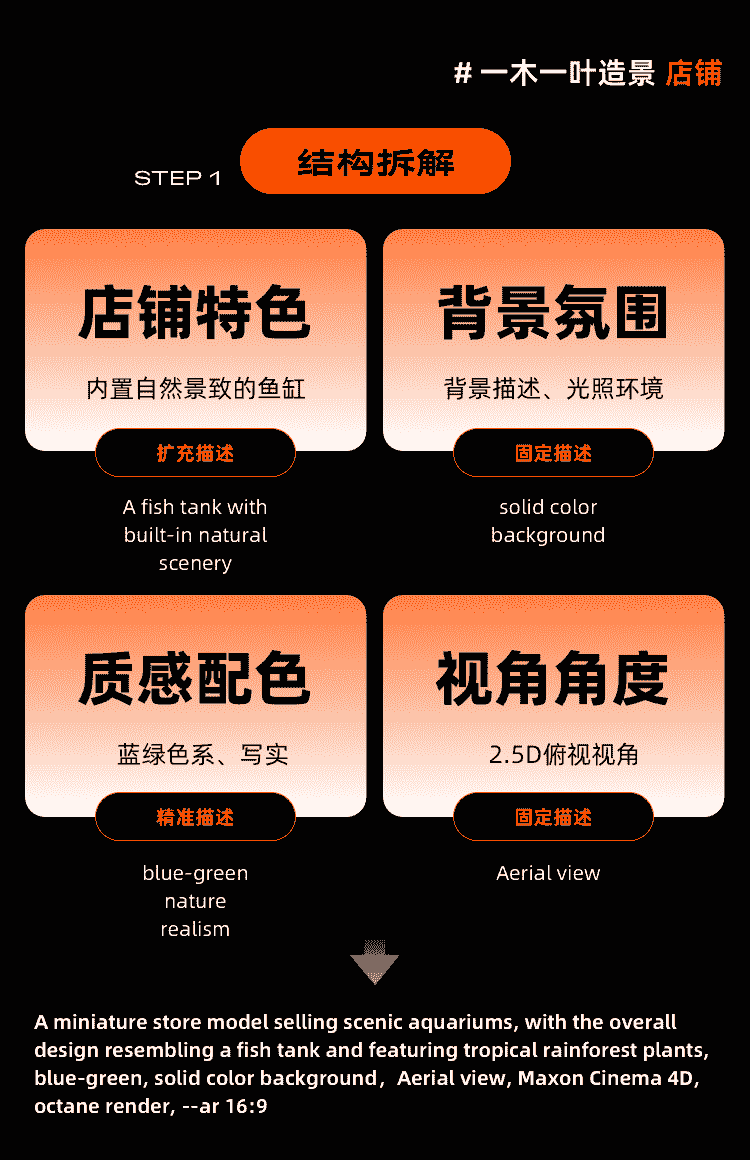 # 一木一叶造景 店铺
STEP 1
结构拆解
店铺特色
内置自然景致的鱼缸
扩充描述
A fish tank with
built-in natural
scenery
背景氛围
背景描述、光照环境
固定描述
solid color
background
质感配色
蓝绿色系、写实
精准描述
blue-green
nature
realism
视角角度
2.5D俯视视角
固定描述
Aerial view
A miniature store model selling scenic aquariums, with the overall
design resembling a fish tank and featuring tropical rainforest plants,
blue-green, solid color background，Aerial view, Maxon Cinema 4D,
octane render, --ar 16:9